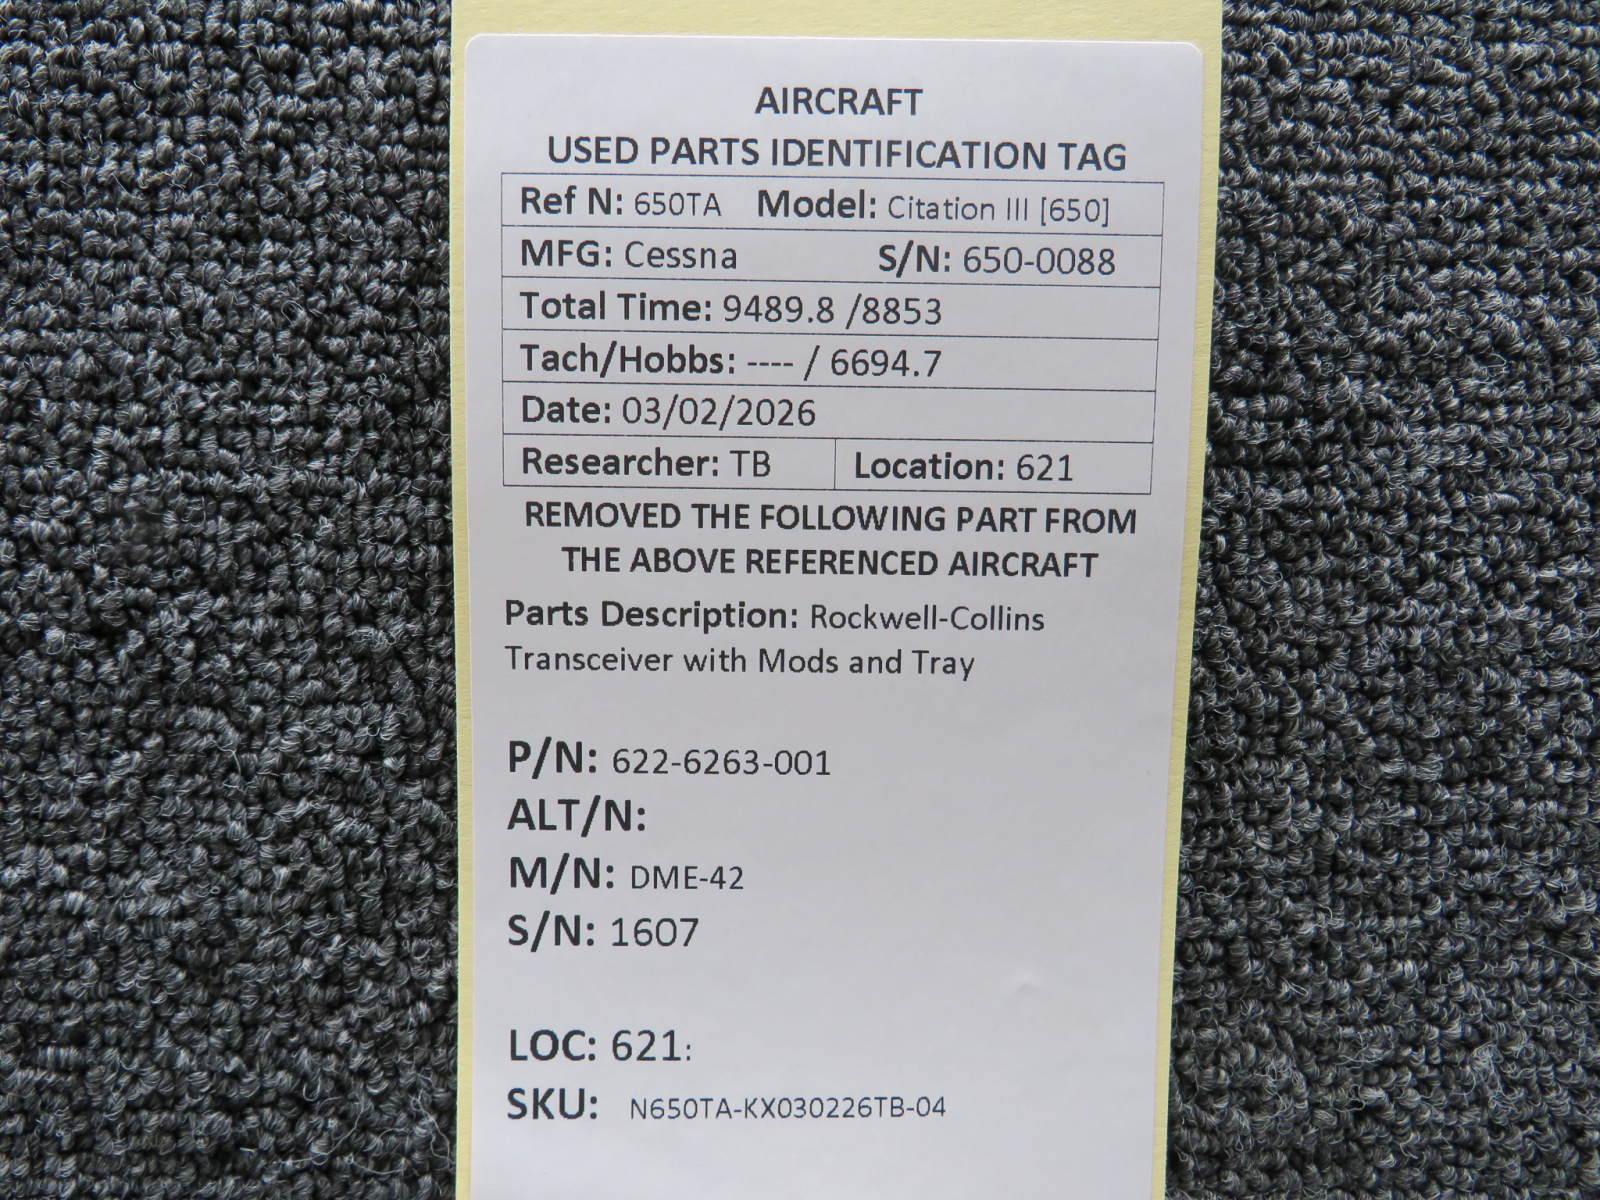 AIRCRAFT
USED PARTS IDENTIFICATION TAG
Ref N: 650TA Model: Citation III [650]
MFG: Cessna S/N: 650-0088
Total Time: 9489.8 /8853
Tach/Hobbs: ---- / 6694.7
Date: 03/02/2026
Researcher: TB Location: 621
REMOVED THE FOLLOWING PART FROM
THE ABOVE REFERENCED AIRCRAFT
Parts Description: Rockwell-Collins
Transceiver with Mods and Tray
P/N: 622-6263-001
ALT/N:
M/N: DME-42
S/N: 1607
LOC: 621:
SKU: N650TA-KX030226TB-04